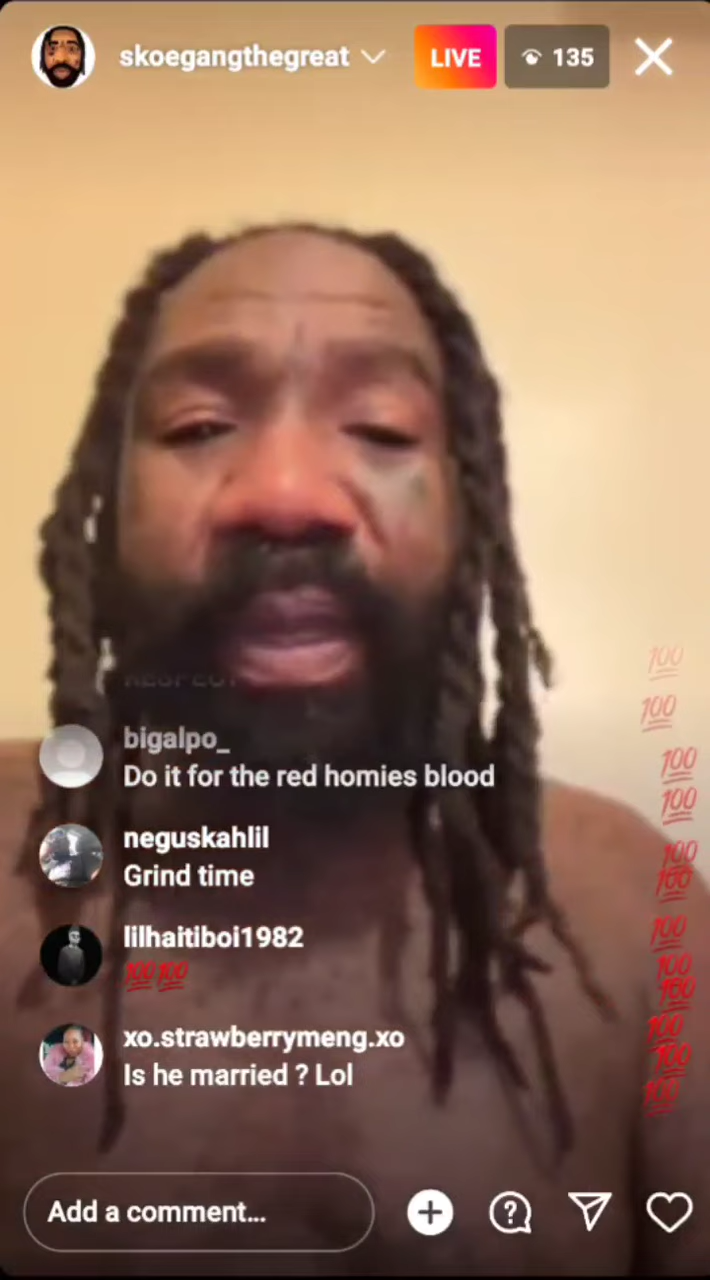 skoegangthegreat
LIVE
135
RESPECT
bigalpo_
Do it for the red homies blood
neguskahlil
Grind time
lilhaitiboi1982
💯💯
xo.strawberrymeng.xo
Is he married ? Lol
Add a comment...